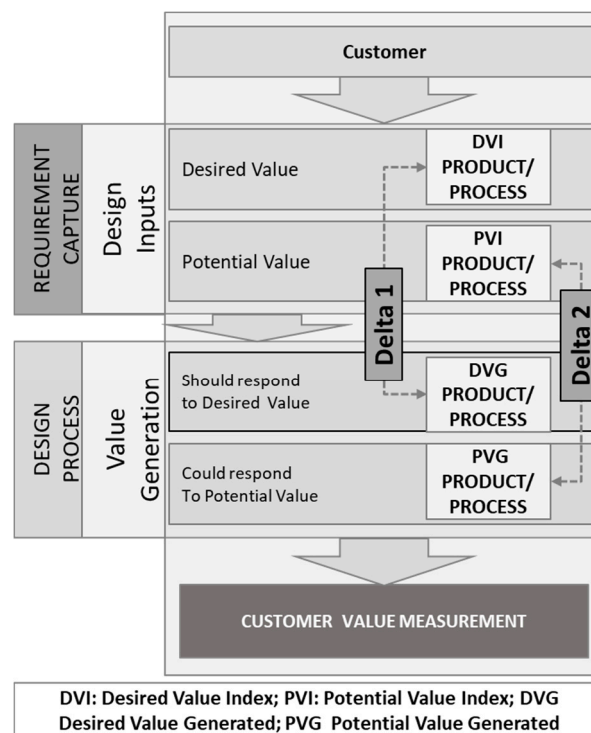 Customer
REQUIREMENT
CAPTURE
Design
Inputs
Desired Value
DVI
PRODUCT/
PROCESS
Potential Value
PVI
PRODUCT/
PROCESS
Delta 1
Delta 2
DESIGN
PROCESS
Value
Generation
Should respond
to Desired Value
DVG
PRODUCT/
PROCESS
Could respond
To Potential Value
PVG
PRODUCT/
PROCESS
CUSTOMER VALUE MEASUREMENT
DVI: Desired Value Index; PVI: Potential Value Index; DVG
Desired Value Generated; PVG Potential Value Generated